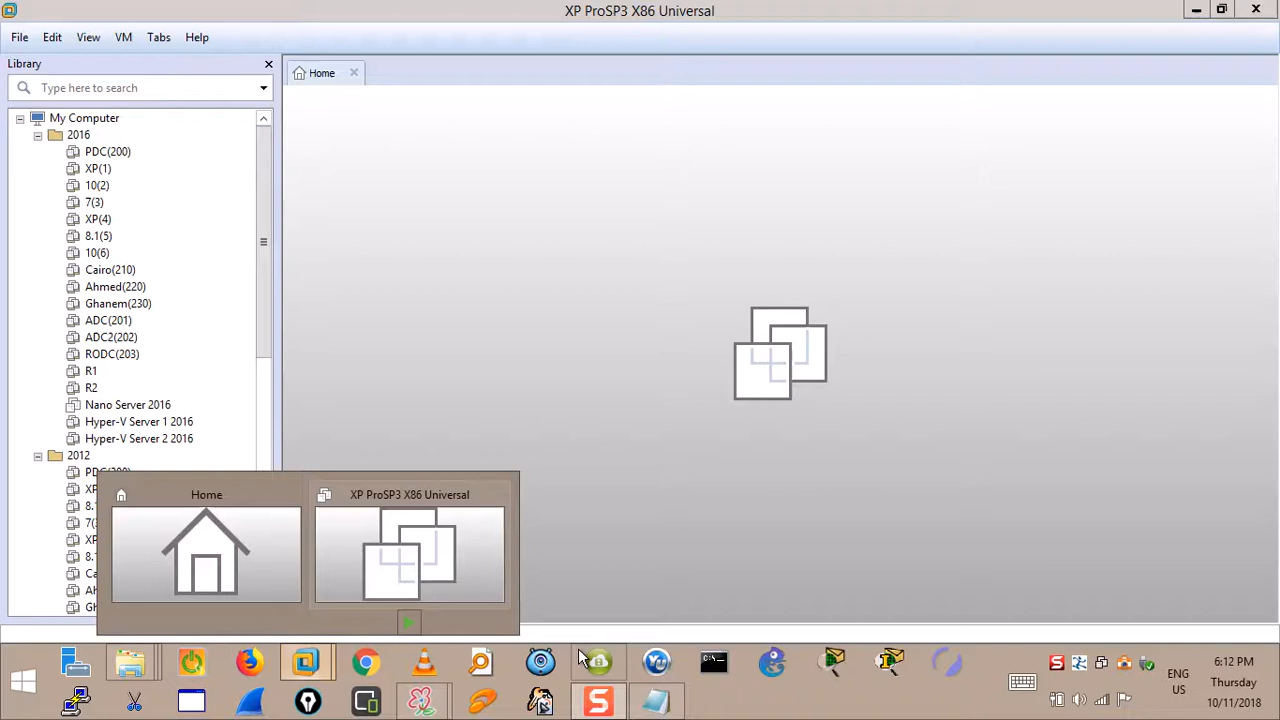 XP ProSP3 X86 Universal
File Edit View VM Tabs Help
Library
Home
Type here to search
My Computer
2016
PDC(200)
XP(1)
10(2)
7(3)
XP(4)
8.1(5)
10(6)
Cairo(210)
Ahmed(220)
Ghanem(230)
ADC(201)
ADC2(202)
RODC(203)
R1
R2
Nano Server 2016
Hyper-V Server 1 2016
Hyper-V Server 2 2016
2012
Home XP ProSP3 X86 Universal
ENG
US
6:12 PM
Thursday
10/11/2018